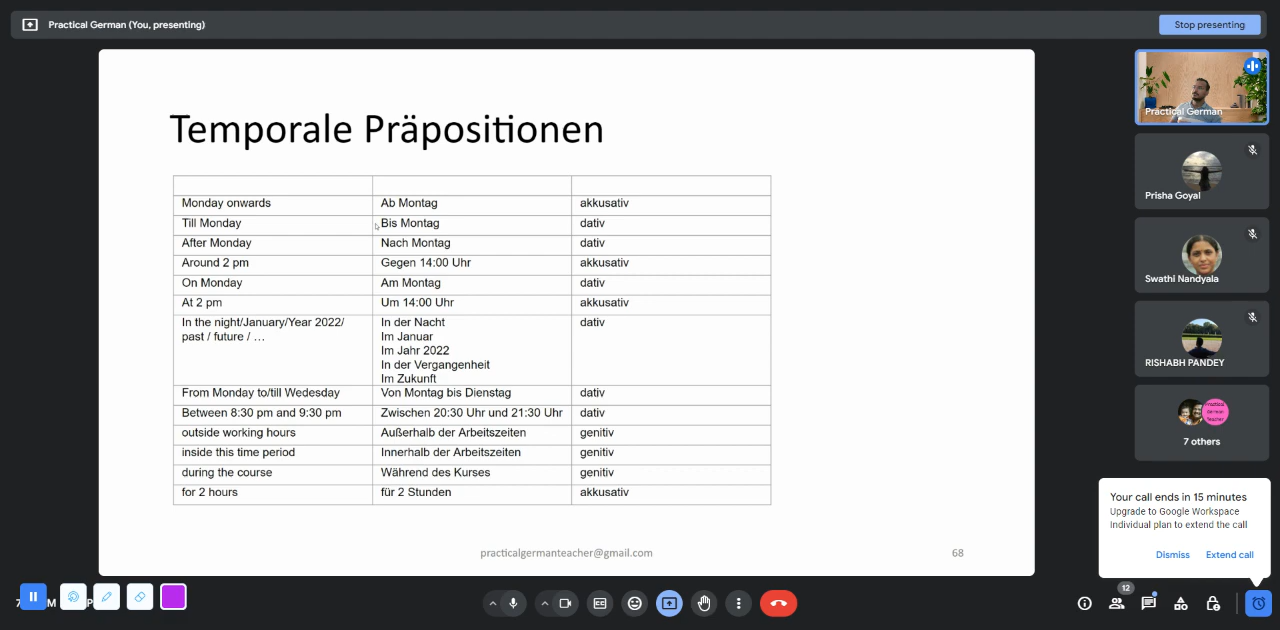 Practical German (You, presenting)
Stop presenting
Temporale Präpositionen
Monday onwards Ab Montag akkusativ
Till Monday Bis Montag dativ
After Monday Nach Montag dativ
Around 2 pm Gegen 14:00 Uhr akkusativ
On Monday Am Montag dativ
At 2 pm Um 14:00 Uhr akkusativ
In the night/January/Year 2022/ In der Nacht dativ
past / future / … Im Januar
Im Jahr 2022
In der Vergangenheit
Im Zukunft
From Monday to/till Wedesday Von Montag bis Dienstag dativ
Between 8:30 pm and 9:30 pm Zwischen 20:30 Uhr und 21:30 Uhr dativ
outside working hours Außerhalb der Arbeitszeiten genitiv
inside this time period Innerhalb der Arbeitszeiten genitiv
during the course Während des Kurses genitiv
for 2 hours für 2 Stunden akkusativ
practicalgermanteacher@gmail.com 68
Practical German
Prisha Goyal
Swathi Nandyala
RISHABH PANDEY
Practical
German
Teacher
7 others
Your call ends in 15 minutes
Upgrade to Google Workspace
Individual plan to extend the call
Dismiss Extend call
12